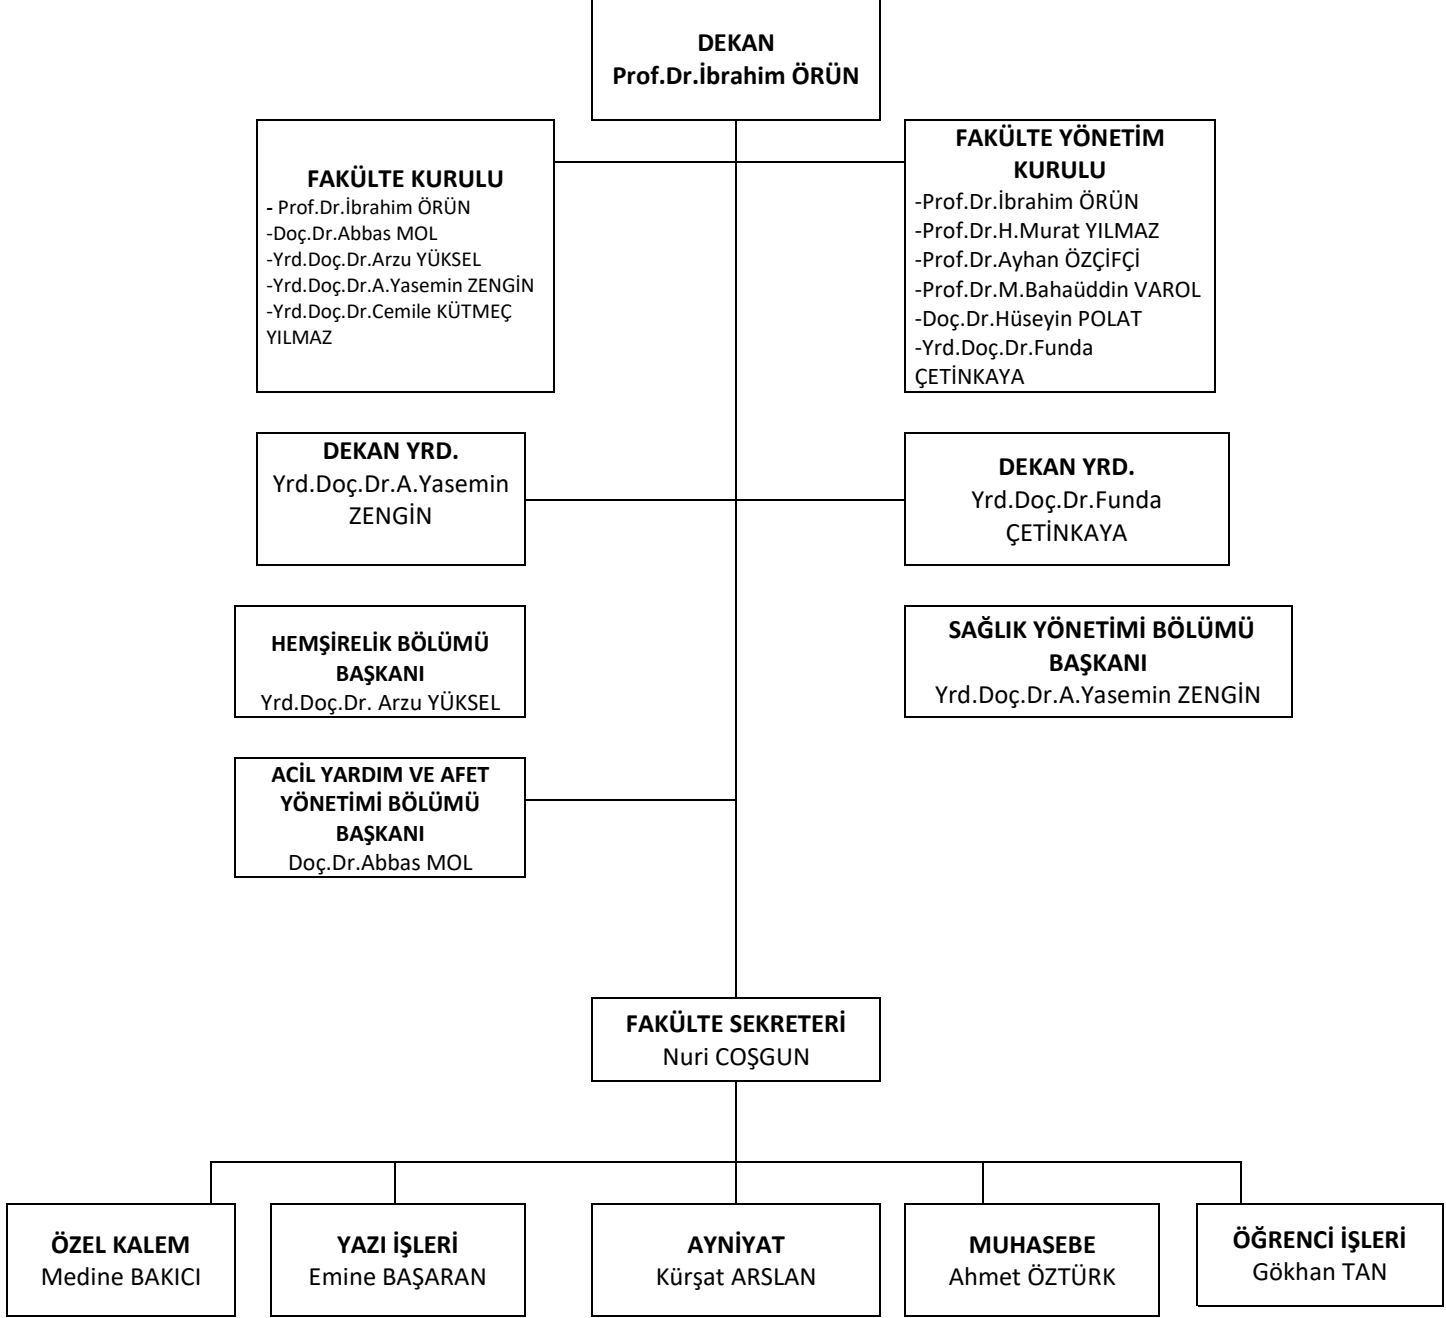 DEKAN
Prof.Dr.İbrahim ÖRÜN
FAKÜLTE KURULU
- Prof.Dr.İbrahim ÖRÜN
-Doç.Dr.Abbas MOL
-Yrd.Doç.Dr.Arzu YÜKSEL
-Yrd.Doç.Dr.A.Yasemin ZENGİN
-Yrd.Doç.Dr.Cemile KÜTMEÇ
YILMAZ
FAKÜLTE YÖNETİM
KURULU
-Prof.Dr.İbrahim ÖRÜN
-Prof.Dr.H.Murat YILMAZ
-Prof.Dr.Ayhan ÖZÇİFÇİ
-Prof.Dr.M.Bahaüddin VAROL
-Doç.Dr.Hüseyin POLAT
-Yrd.Doç.Dr.Funda
ÇETİNKAYA
DEKAN YRD.
Yrd.Doç.Dr.A.Yasemin
ZENGİN
DEKAN YRD.
Yrd.Doç.Dr.Funda
ÇETİNKAYA
HEMŞİRELİK BÖLÜMÜ
BAŞKANI
Yrd.Doç.Dr. Arzu YÜKSEL
SAĞLIK YÖNETİMİ BÖLÜMÜ
BAŞKANI
Yrd.Doç.Dr.A.Yasemin ZENGİN
ACİL YARDIM VE AFET
YÖNETİMİ BÖLÜMÜ
BAŞKANI
Doç.Dr.Abbas MOL
FAKÜLTE SEKRETERİ
Nuri COŞGUN
ÖZEL KALEM
Medine BAKICI
YAZI İŞLERİ
Emine BAŞARAN
AYNİYAT
Kürşat ARSLAN
MUHASEBE
Ahmet ÖZTÜRK
ÖĞRENCİ İŞLERİ
Gökhan TAN